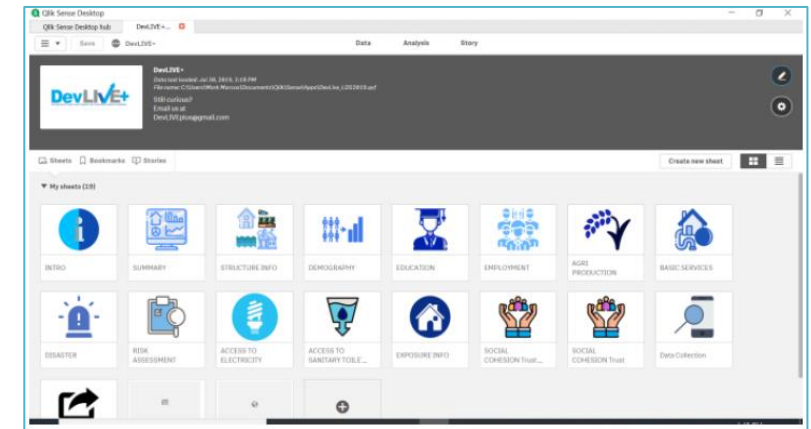 Qlik Sense Desktop
Qlik Sense Desktop hub
DevLIVE+...
Save
DevLIVE+
Data
Analysis
Story
DevLIVE+
DevLIVE+
Still curious?
Email us at
DevLIVEplus@gmail.com
Sheets
Bookmarks
Stories
Create new sheet
My sheets (19)
INTRO
SUMMARY
STRUCTURE INFO
DEMOGRAPHY
EDUCATION
EMPLOYMENT
AGRI
PRODUCTION
BASIC SERVICES
DISASTER
RISK
ASSESSMENT
ACCESS TO
ELECTRICITY
ACCESS TO
SANITARY TOILE...
EXPOSURE INFO
SOCIAL
COHESION Trust...
SOCIAL
COHESION Trust
Data Collection